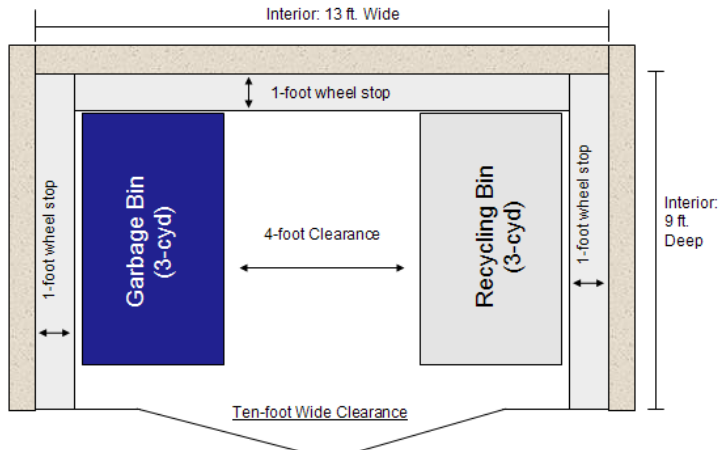 Interior: 13 ft. Wide
1-foot wheel stop
1-foot wheel stop
Garbage Bin
(3-cyd)
4-foot Clearance
Recycling Bin
(3-cyd)
1-foot wheel stop
Interior:
9 ft.
Deep
Ten-foot Wide Clearance